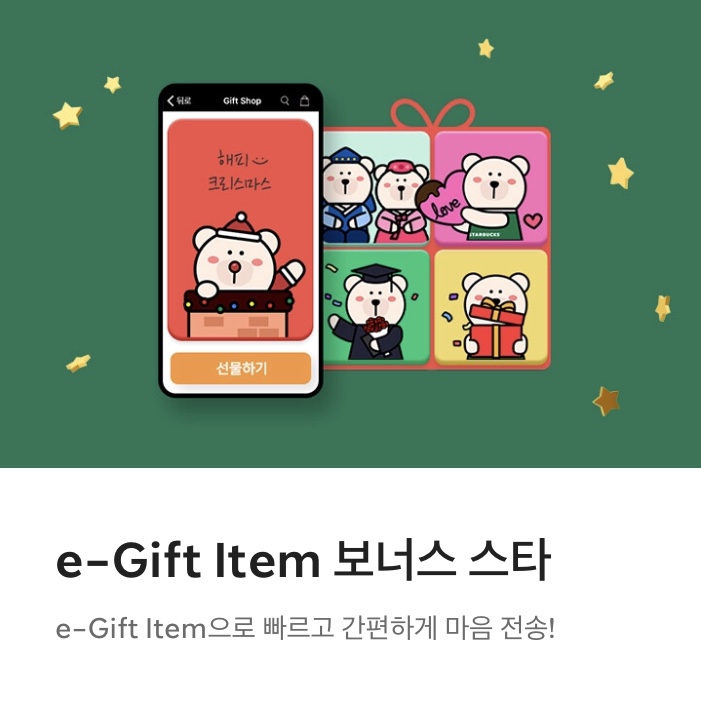 뒤로 Gift Shop
해피
크리스마스
선물하기
love
STARBUCKS
e-Gift Item 보너스 스타
e-Gift Item으로 빠르고 간편하게 마음 전송!